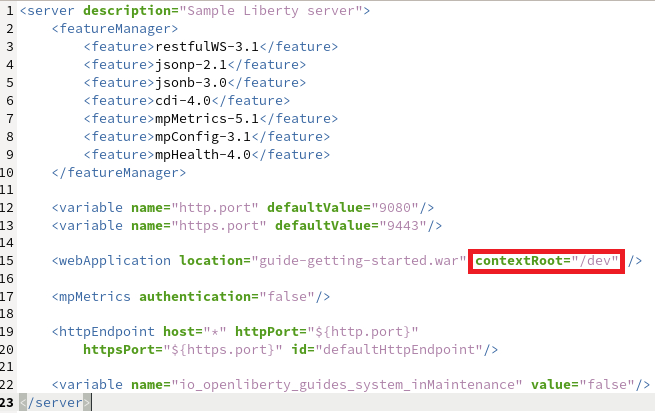 1 <server description="Sample Liberty server">
2     <featureManager>
3         <feature>restfulWS-3.1</feature>
4         <feature>jsonp-2.1</feature>
5         <feature>jsonb-3.0</feature>
6         <feature>cdi-4.0</feature>
7         <feature>mpMetrics-5.1</feature>
8         <feature>mpConfig-3.1</feature>
9         <feature>mpHealth-4.0</feature>
10     </featureManager>
11
12     <variable name="http.port" defaultValue="9080"/>
13     <variable name="https.port" defaultValue="9443"/>
14
15     <webApplication location="guide-getting-started.war" contextRoot="/dev" />
16
17     <mpMetrics authentication="false"/>
18
19     <httpEndpoint host="*" httpPort="${http.port}"
20         httpsPort="${https.port}" id="defaultHttpEndpoint"/>
21
22     <variable name="io_openliberty_guides_system_inMaintenance" value="false"/>
23 </server>